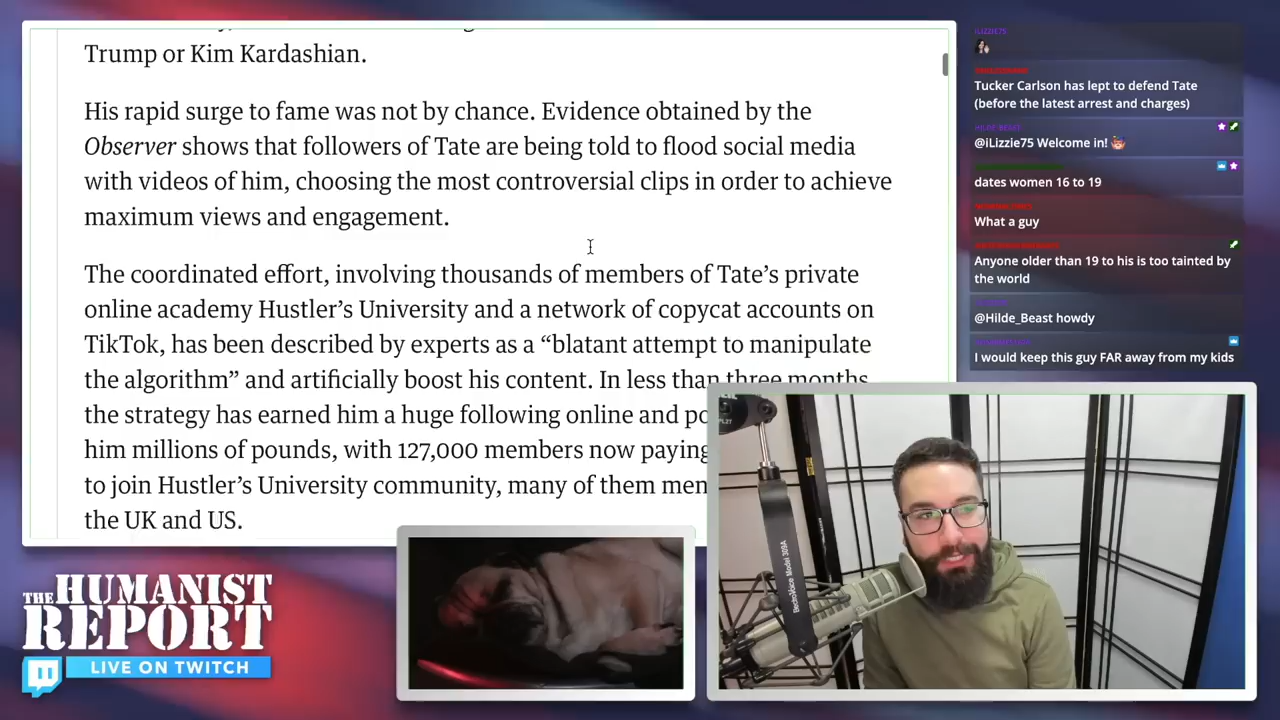 Trump or Kim Kardashian.
His rapid surge to fame was not by chance. Evidence obtained by the
Observer shows that followers of Tate are being told to flood social media
with videos of him, choosing the most controversial clips in order to achieve
maximum views and engagement.
The coordinated effort, involving thousands of members of Tate’s private
online academy Hustler’s University and a network of copycat accounts on
TikTok, has been described by experts as a “blatant attempt to manipulate
the algorithm” and artificially boost his content. In less than three months,
the strategy has earned him a huge following online and
him millions of pounds, with 127,000 members now paying
to join Hustler’s University community, many of them
the UK and US.
iLIZZIE75
Tucker Carlson has lept to defend Tate
(before the latest arrest and charges)
HILDE_BEAST
@iLizzie75 Welcome in!
dates women 16 to 19
What a guy
Anyone older than 19 to his is too tainted by
the world
@Hilde_Beast howdy
I would keep this guy FAR away from my kids
ElectroVoice Model 309A
THE HUMANIST
REPORT
LIVE ON TWITCH